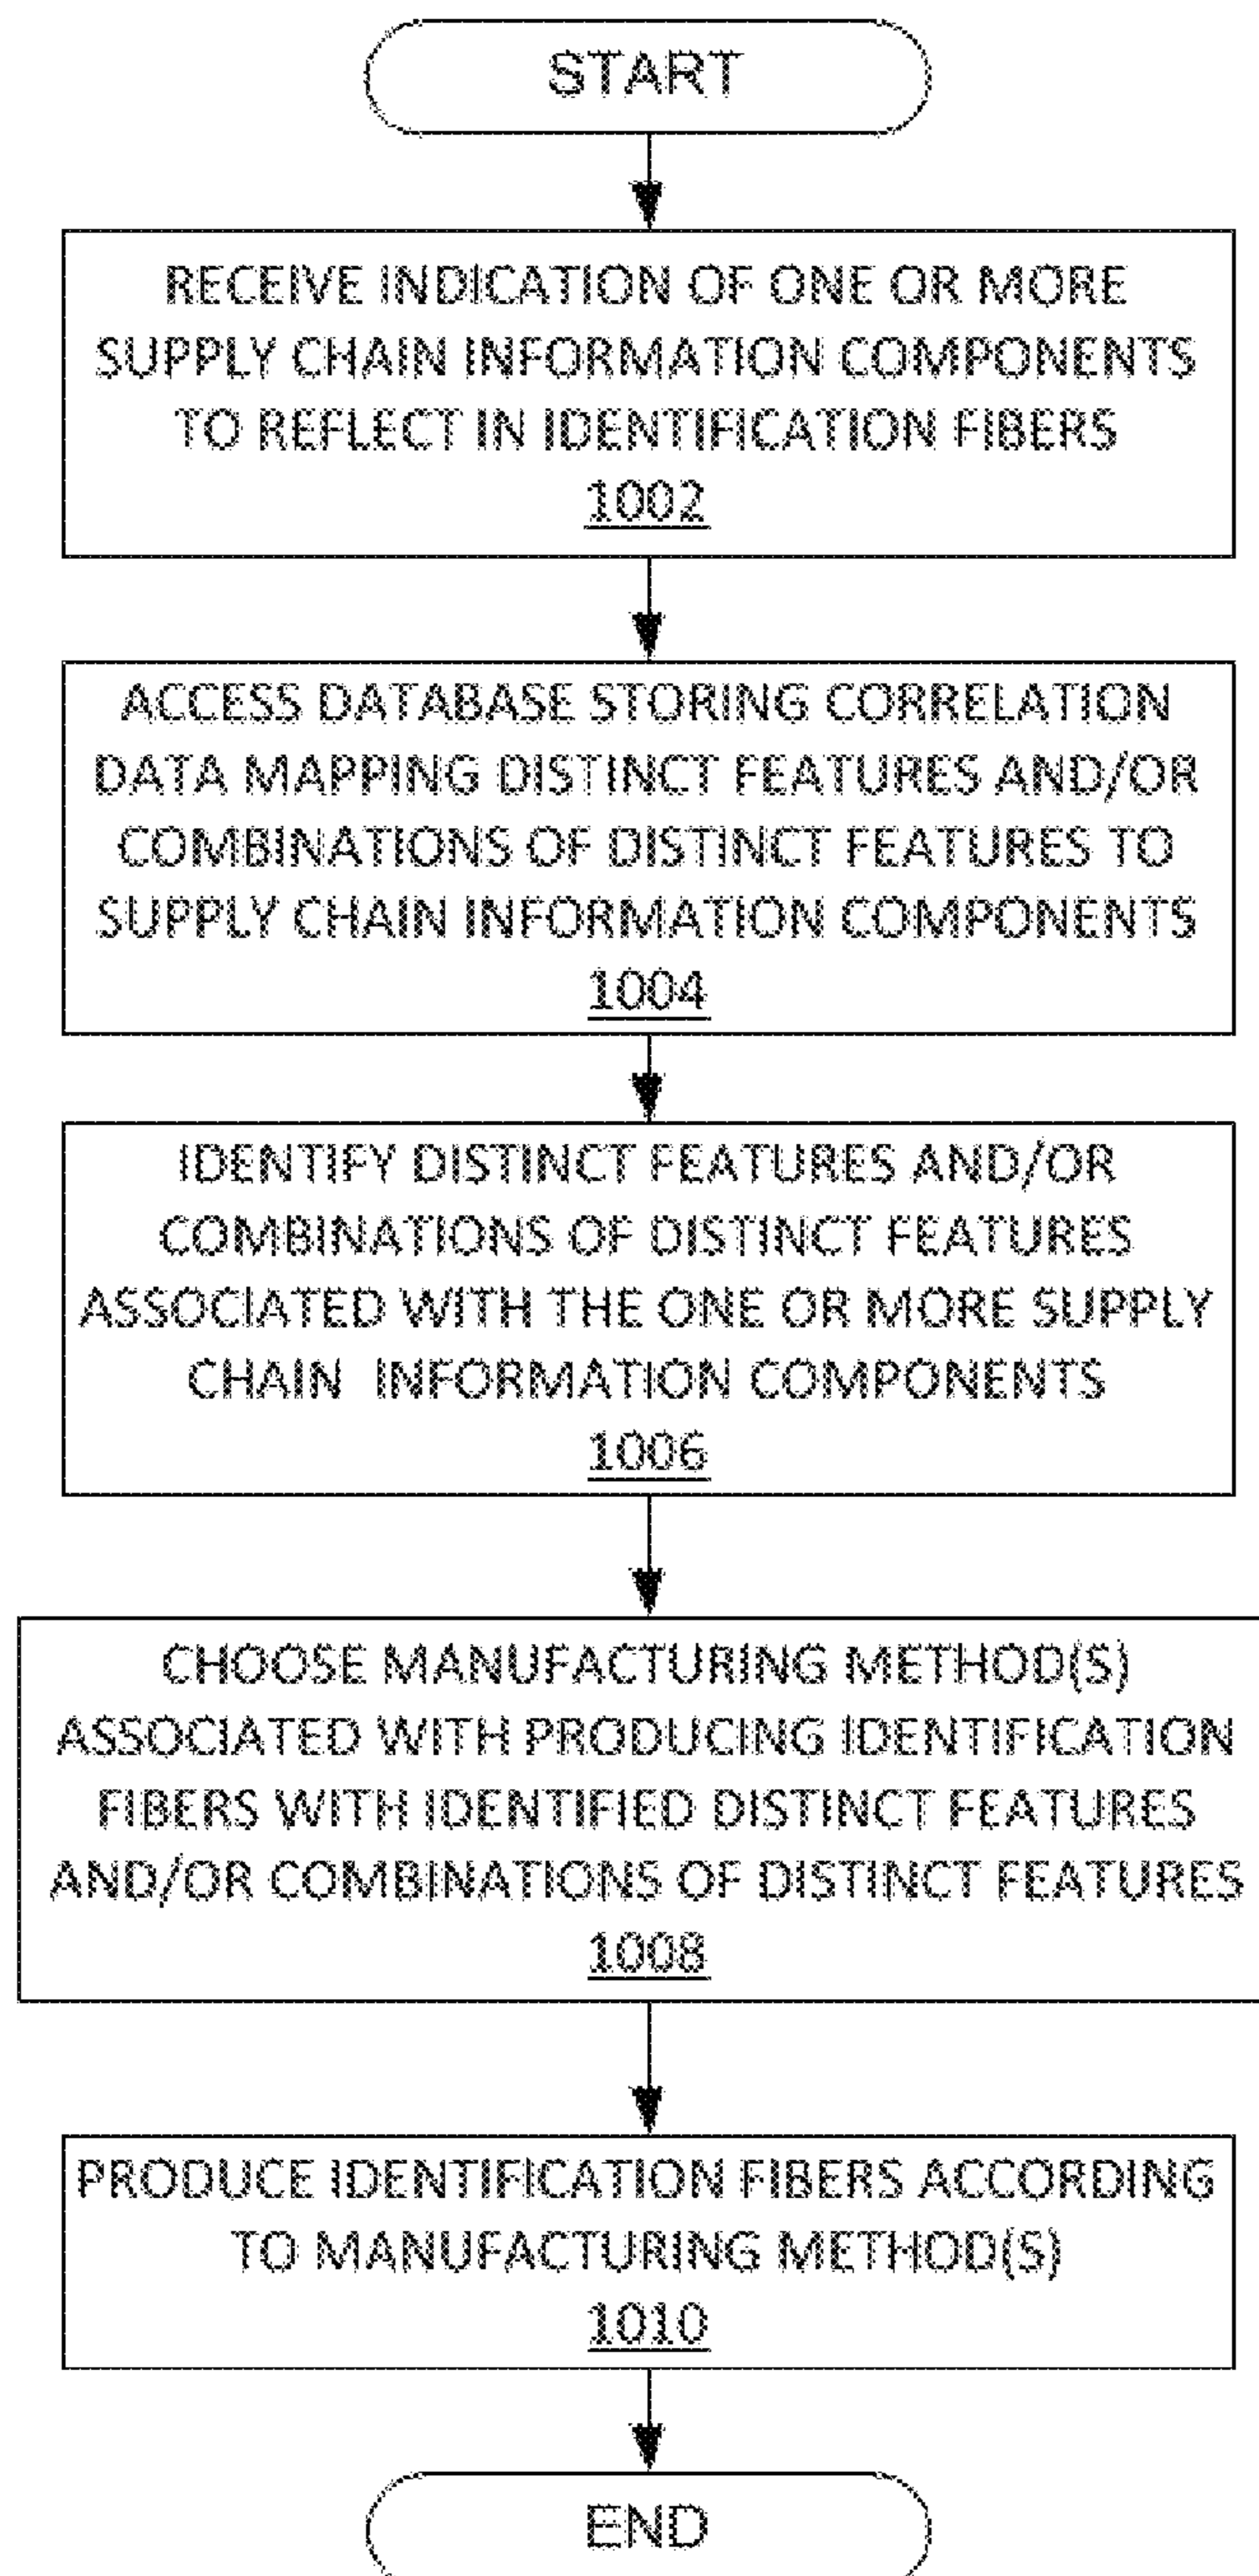 START
RECEIVE INDICATION OF ONE OR MORE
SUPPLY CHAIN INFORMATION COMPONENTS
TO REFLECT IN IDENTIFICATION FIBERS
1002
ACCESS DATABASE STORING CORRELATION
DATA MAPPING DISTINCT FEATURES AND/OR
COMBINATIONS OF DISTINCT FEATURES TO
SUPPLY CHAIN INFORMATION COMPONENTS
1004
IDENTIFY DISTINCT FEATURES AND/OR
COMBINATIONS OF DISTINCT FEATURES
ASSOCIATED WITH THE ONE OR MORE SUPPLY
CHAIN INFORMATION COMPONENTS
1006
CHOOSE MANUFACTURING METHOD(S)
ASSOCIATED WITH PRODUCING IDENTIFICATION
FIBERS WITH IDENTIFIED DISTINCT FEATURES
AND/OR COMBINATIONS OF DISTINCT FEATURES
1008
PRODUCE IDENTIFICATION FIBERS ACCORDING
TO MANUFACTURING METHOD(S)
1010
END